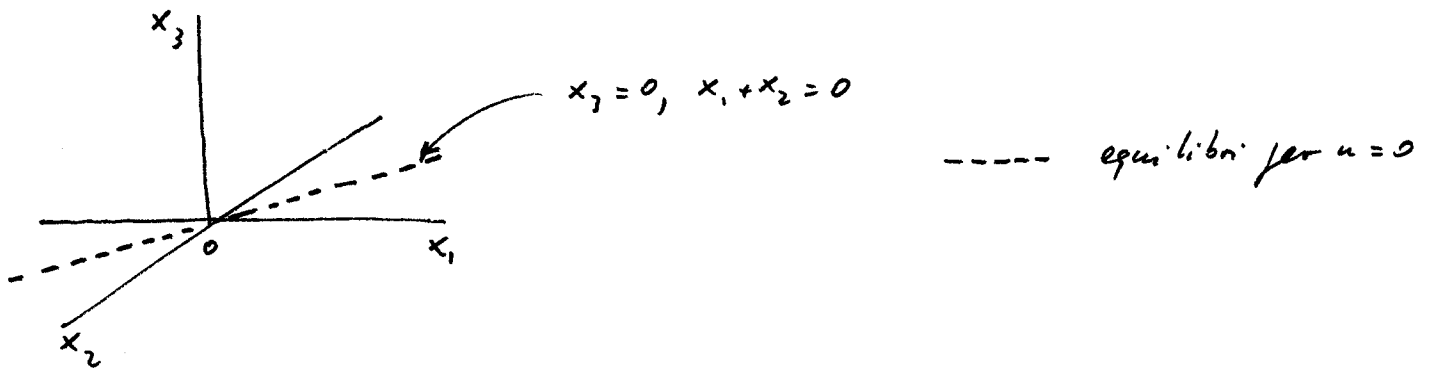 x₃
x₃ = 0, x₁ + x₂ = 0
equilibri per u = 0
0
x₁
x₂